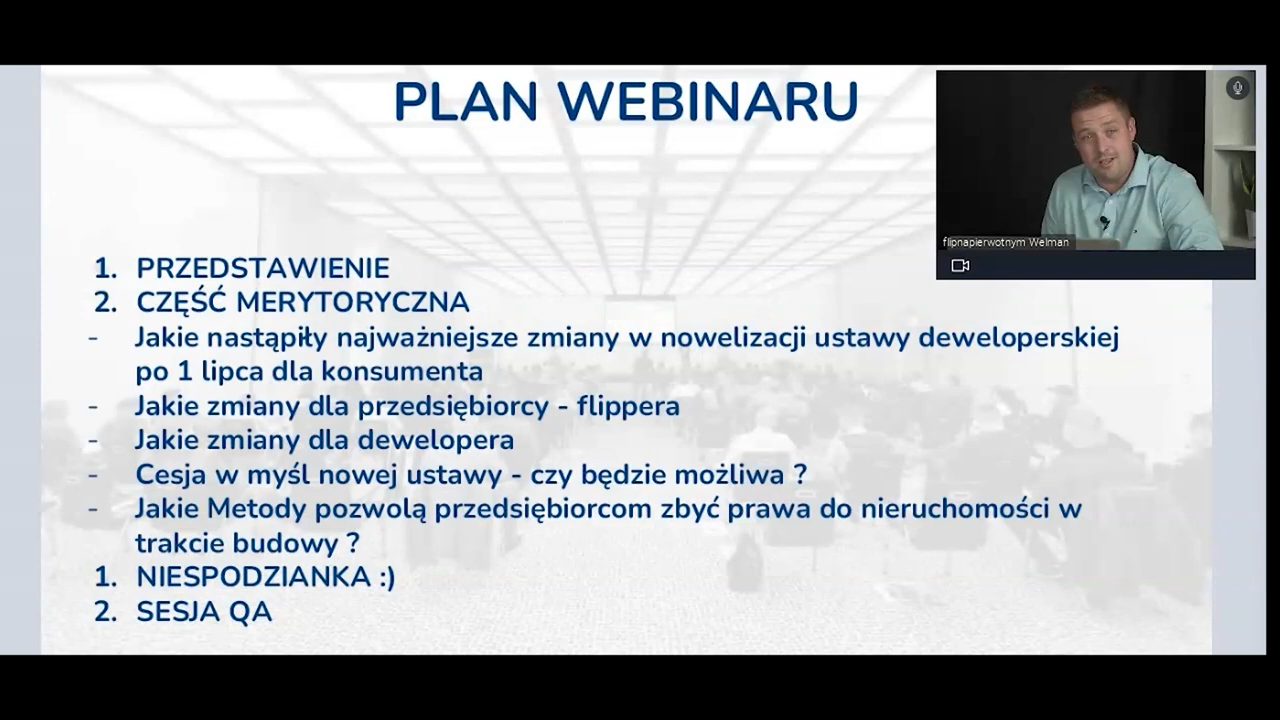 PLAN WEBINARU
flipnapierwotnym Welman
1. PRZEDSTAWIENIE
2. CZĘŚĆ MERYTORYCZNA
- Jakie nastąpiły najważniejsze zmiany w nowelizacji ustawy deweloperskiej
po 1 lipca dla konsumenta
- Jakie zmiany dla przedsiębiorcy - flippera
- Jakie zmiany dla dewelopera
- Cesja w myśl nowej ustawy - czy będzie możliwa ?
- Jakie Metody pozwolą przedsiębiorcom zbyć prawa do nieruchomości w
trakcie budowy ?
1. NIESPODZIANKA :)
2. SESJA QA